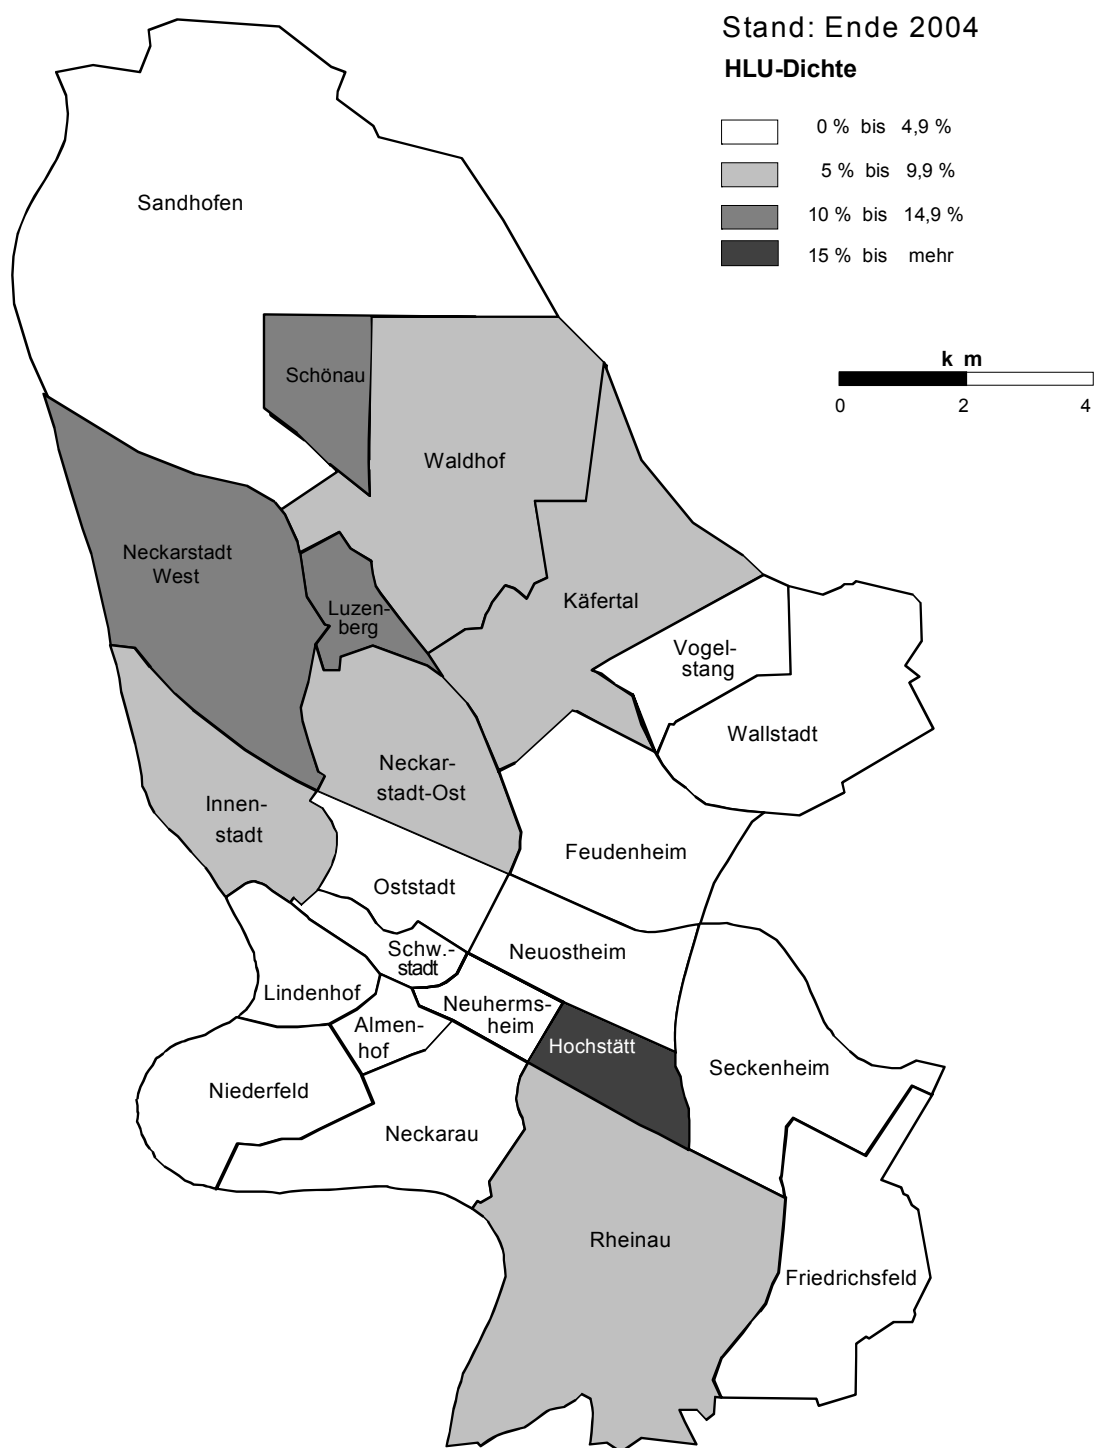 Stand: Ende 2004
HLU-Dichte
0 % bis 4,9 %
5 % bis 9,9 %
10 % bis 14,9 %
15 % bis mehr
k m
0 2 4
Sandhofen
Schönau
Waldhof
Neckarstadt
West
Luzen-
berg
Käfertal
Vogel-
stang
Wallstadt
Neckar-
stadt-Ost
Innen-
stadt
Feudenheim
Oststadt
Schw.-
stadt
Neuostheim
Lindenhof
Neuherms-
heim
Almen-
hof
Hochstätt
Seckenheim
Niederfeld
Neckarau
Rheinau
Friedrichsfeld